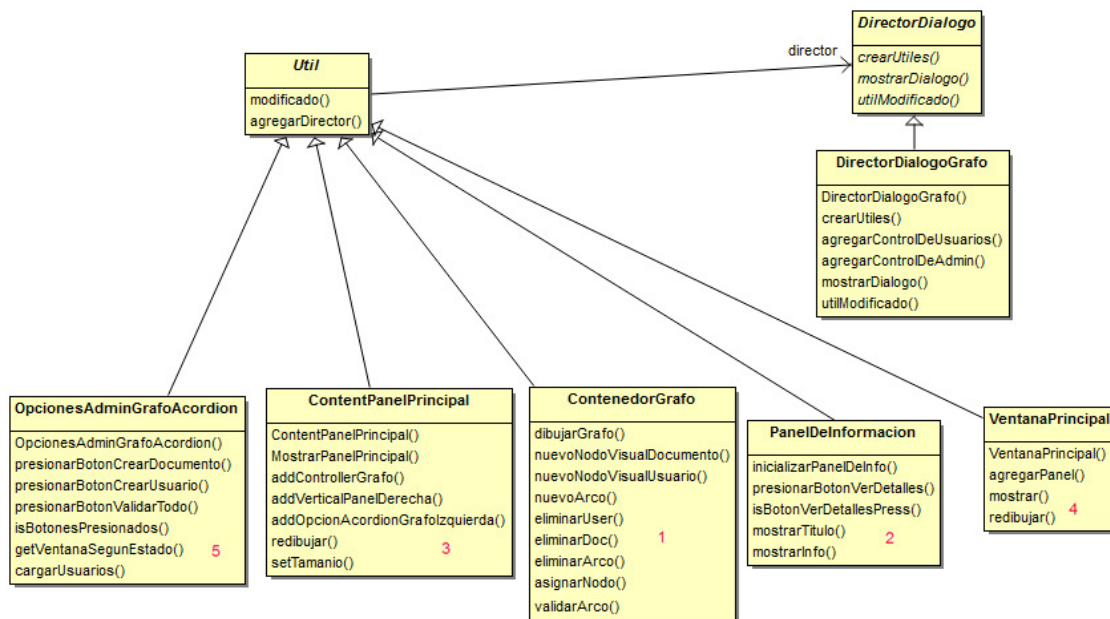 DirectorDialogo
crearUtiles()
mostrarDialogo()
utilModificado()
director
Util
modificado()
agregarDirector()
DirectorDialogoGrafo
DirectorDialogoGrafo()
crearUtiles()
agregarControlDeUsuarios()
agregarControlDeAdmin()
mostrarDialogo()
utilModificado()
OpcionesAdminGrafoAcordion
OpcionesAdminGrafoAcordion()
presionarBotonCrearDocumento()
presionarBotonCrearUsuario()
presionarBotonValidarTodo()
isBotonesPresionados()
getVentanaSegunEstado()
cargarUsuarios()
5
ContentPanelPrincipal
ContentPanelPrincipal()
MostrarPanelPrincipal()
addControllerGrafo()
addVerticalPanelDerecha()
addOpcionAcordionGrafoIzquierda()
redibujar()
setTamanio()
3
ContenedorGrafo
dibujarGrafo()
nuevoNodoVisualDocumento()
nuevoNodoVisualUsuario()
nuevoArco()
eliminarUser()
eliminarDoc()
eliminarArco()
asignarNodo()
validarArco()
1
PanelDeInformacion
inicializarPanelDeInfo()
presionarBotonVerDetalles()
isBotonVerDetallesPress()
mostrarTitulo()
mostrarInfo()
2
VentanaPrincipal
VentanaPrincipal()
agregarPanel()
mostrar()
redibujar()
4